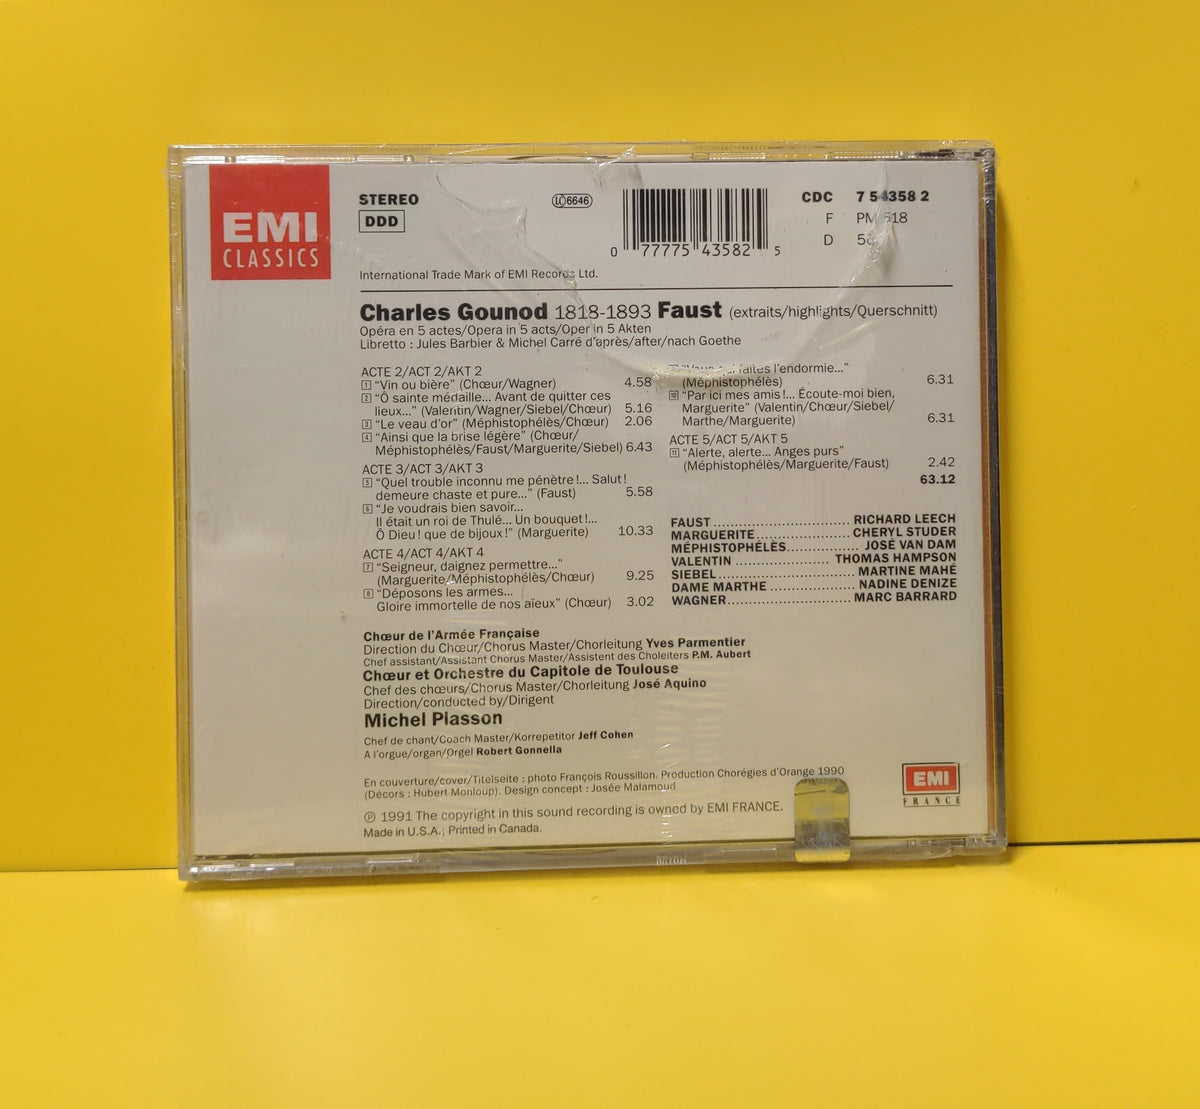 EMI
CLASSICS
STEREO
DDD
LC 6646
0 77775 43582 5
CDC 7 54358 2
F PM 518
D
International Trade Mark of EMI Records Ltd.
Charles Gounod 1818-1893 Faust (extraits/highlights/Querschnitt)
Opéra en 5 actes/Opera in 5 acts/Oper in 5 Akten
Libretto : Jules Barbier & Michel Carré d'après/after/nach Goethe
ACTE 2/ACT 2/AKT 2
1 "Vin ou bière" (Chœur/Wagner) 4.58
2 "Ô sainte médaille... Avant de quitter ces
lieux..." (Valentin/Wagner/Siebel/Chœur) 5.16
3 "Le veau d'or" (Méphistophélès/Chœur) 2.06
4 "Ainsi que la brise légère" (Chœur/
Méphistophélès/Faust/Marguerite/Siebel) 6.43
ACTE 3/ACT 3/AKT 3
5 "Quel trouble inconnu me pénètre!... Salut!
demeure chaste et pure..." (Faust) 5.58
6 "Je voudrais bien savoir...
Il était un roi de Thulé... Un bouquet!...
Ô Dieu! que de bijoux!" (Marguerite) 10.33
ACTE 4/ACT 4/AKT 4
7 "Seigneur, daignez permettre..."
(Marguerite/Méphistophélès/Chœur) 9.25
8 "Déposons les armes...
Gloire immortelle de nos aïeux" (Chœur) 3.02
"Vous qui faites l'endormie..."
(Méphistophélès) 6.31
10 "Par ici mes amis!... Écoute-moi bien,
Marguerite" (Valentin/Chœur/Siebel/
Marthe/Marguerite) 6.31
ACTE 5/ACT 5/AKT 5
11 "Alerte, alerte... Anges purs"
(Méphistophélès/Marguerite/Faust) 2.42
63.12
FAUST RICHARD LEECH
MARGUERITE CHERYL STUDER
MÉPHISTOPHÉLÈS JOSÉ VAN DAM
VALENTIN THOMAS HAMPSON
SIEBEL MARTINE MAHÉ
DAME MARTHE NADINE DENIZE
WAGNER MARC BARRARD
Chœur de l'Armée Française
Direction du Chœur/Chorus Master/Chorleitung Yves Parmentier
Chef assistant/Assistant Chorus Master/Assistent des Choleiters P.M. Aubert
Chœur et Orchestre du Capitole de Toulouse
Chef des chœurs/Chorus Master/Chorleitung José Aquino
Direction/conducted by/Dirigent
Michel Plasson
Chef de chant/Coach Master/Korrepetitor Jeff Cohen
A l'orgue/organ/Orgel Robert Gonnella
En couverture/cover/Titelseite : photo François Roussillon. Production Chorégies d'Orange 1990
(Décors : Hubert Monloup). Design concept : Josée Malamoud
℗ 1991 The copyright in this sound recording is owned by EMI FRANCE.
Made in U.S.A.; Printed in Canada.
EMI
FRANCE